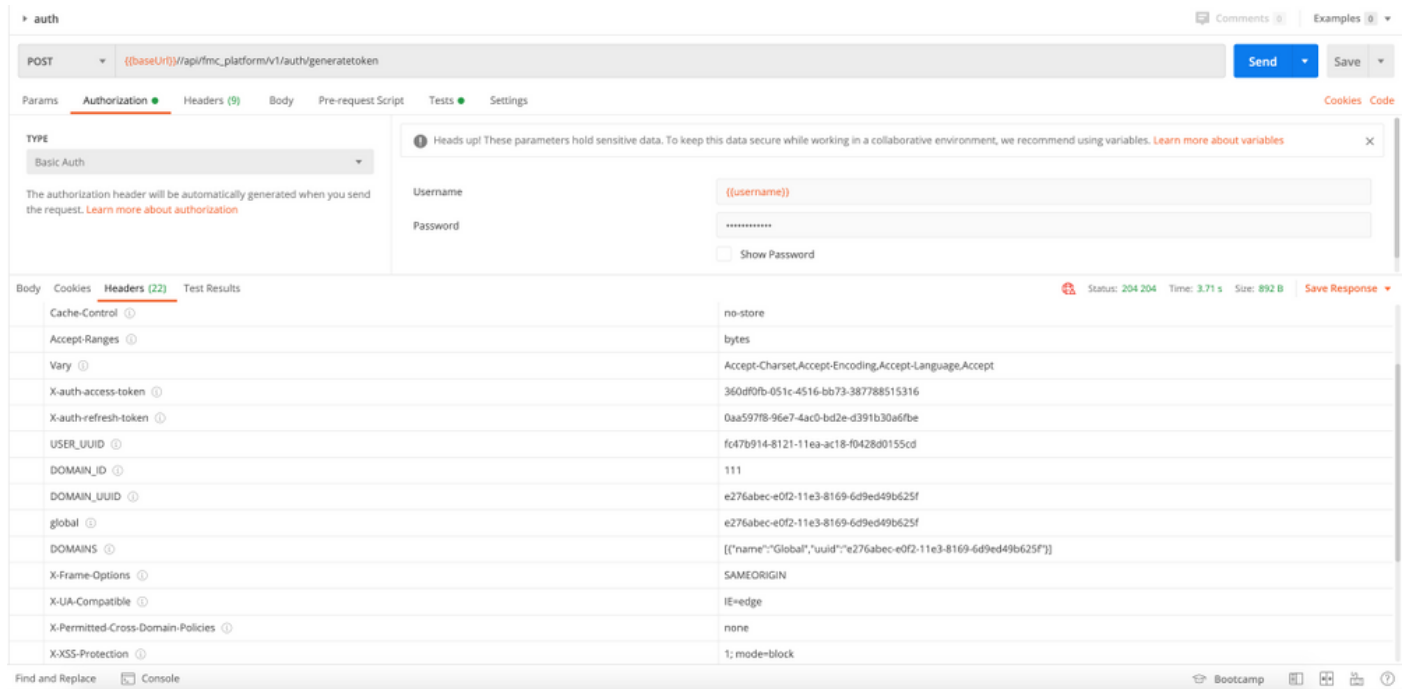 auth Comments 0 Examples 0
POST {{baseUrl}}//api/fmc_platform/v1/auth/generatetoken Send Save
Params Authorization Headers (9) Body Pre-request Script Tests Settings Cookies Code
TYPE
Basic Auth
The authorization header will be automatically generated when you send
the request. Learn more about authorization
Heads up! These parameters hold sensitive data. To keep this data secure while working in a collaborative environment, we recommend using variables. Learn more about variables
Username {{username}}
Password ••••••••••••
Show Password
Body Cookies Headers (22) Test Results Status: 204 204 Time: 3.71 s Size: 892 B Save Response
Cache-Control no-store
Accept-Ranges bytes
Vary Accept-Charset,Accept-Encoding,Accept-Language,Accept
X-auth-access-token 360df0fb-051c-4516-bb73-387788515316
X-auth-refresh-token 0aa597f8-96e7-4ac0-bd2e-d391b30a6fbe
USER_UUID fc47b914-8121-11ea-ac18-f0428d0155cd
DOMAIN_ID 111
DOMAIN_UUID e276abec-e0f2-11e3-8169-6d9ed49b625f
global e276abec-e0f2-11e3-8169-6d9ed49b625f
DOMAINS [{"name":"Global","uuid":"e276abec-e0f2-11e3-8169-6d9ed49b625f"}]
X-Frame-Options SAMEORIGIN
X-UA-Compatible IE=edge
X-Permitted-Cross-Domain-Policies none
X-XSS-Protection 1; mode=block
Find and Replace Console Bootcamp